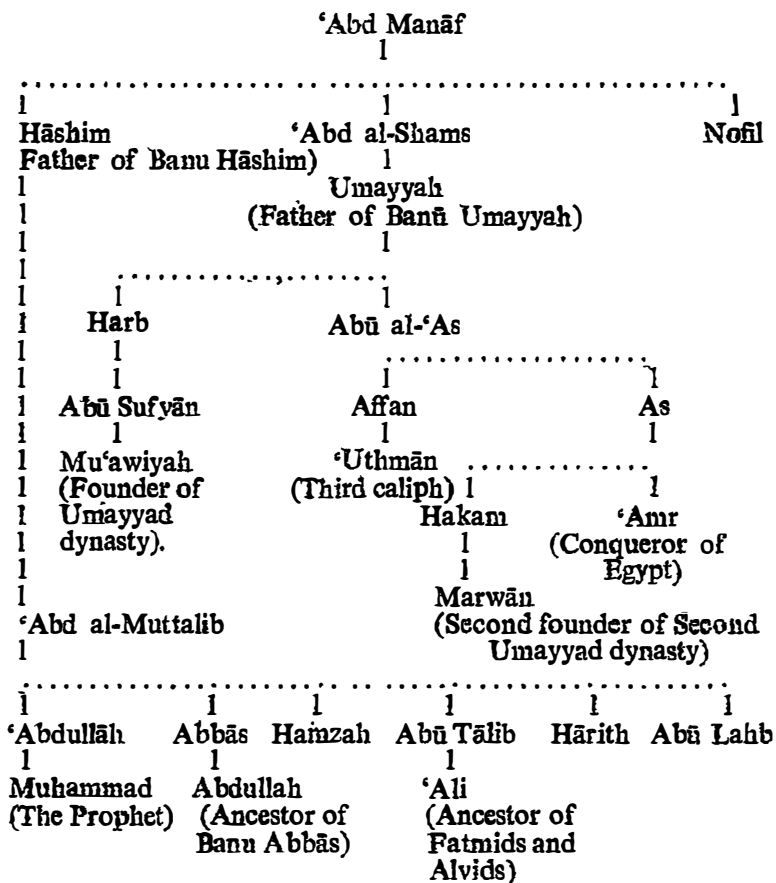 ‘Abd Manāf
Hāshim ‘Abd al-Shams Nofil
Father of Banu Hāshim)
Umayyah
(Father of Banū Umayyah)
Harb Abū al-‘As
Abū Sufyān Affan As
Mu‘awiyah ‘Uthmān
(Founder of (Third caliph)
Umayyad Hakam ‘Amr
dynasty). (Conqueror of
Egypt)
Marwān
‘Abd al-Muttalib (Second founder of Second
Umayyad dynasty)
‘Abdullāh Abbās Hamzah Abū Tālib Hārith Abū Lahb
Muhammad Abdullah ‘Ali
(The Prophet) (Ancestor of (Ancestor of
Banu Abbās) Fatmids and
Alvids)